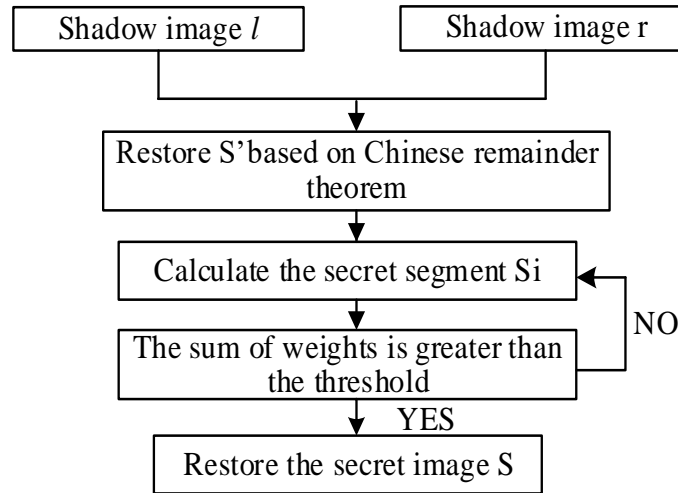 Shadow image l
Shadow image r
Restore S’based on Chinese remainder
theorem
Calculate the secret segment Si
NO
The sum of weights is greater than
the threshold
YES
Restore the secret image S